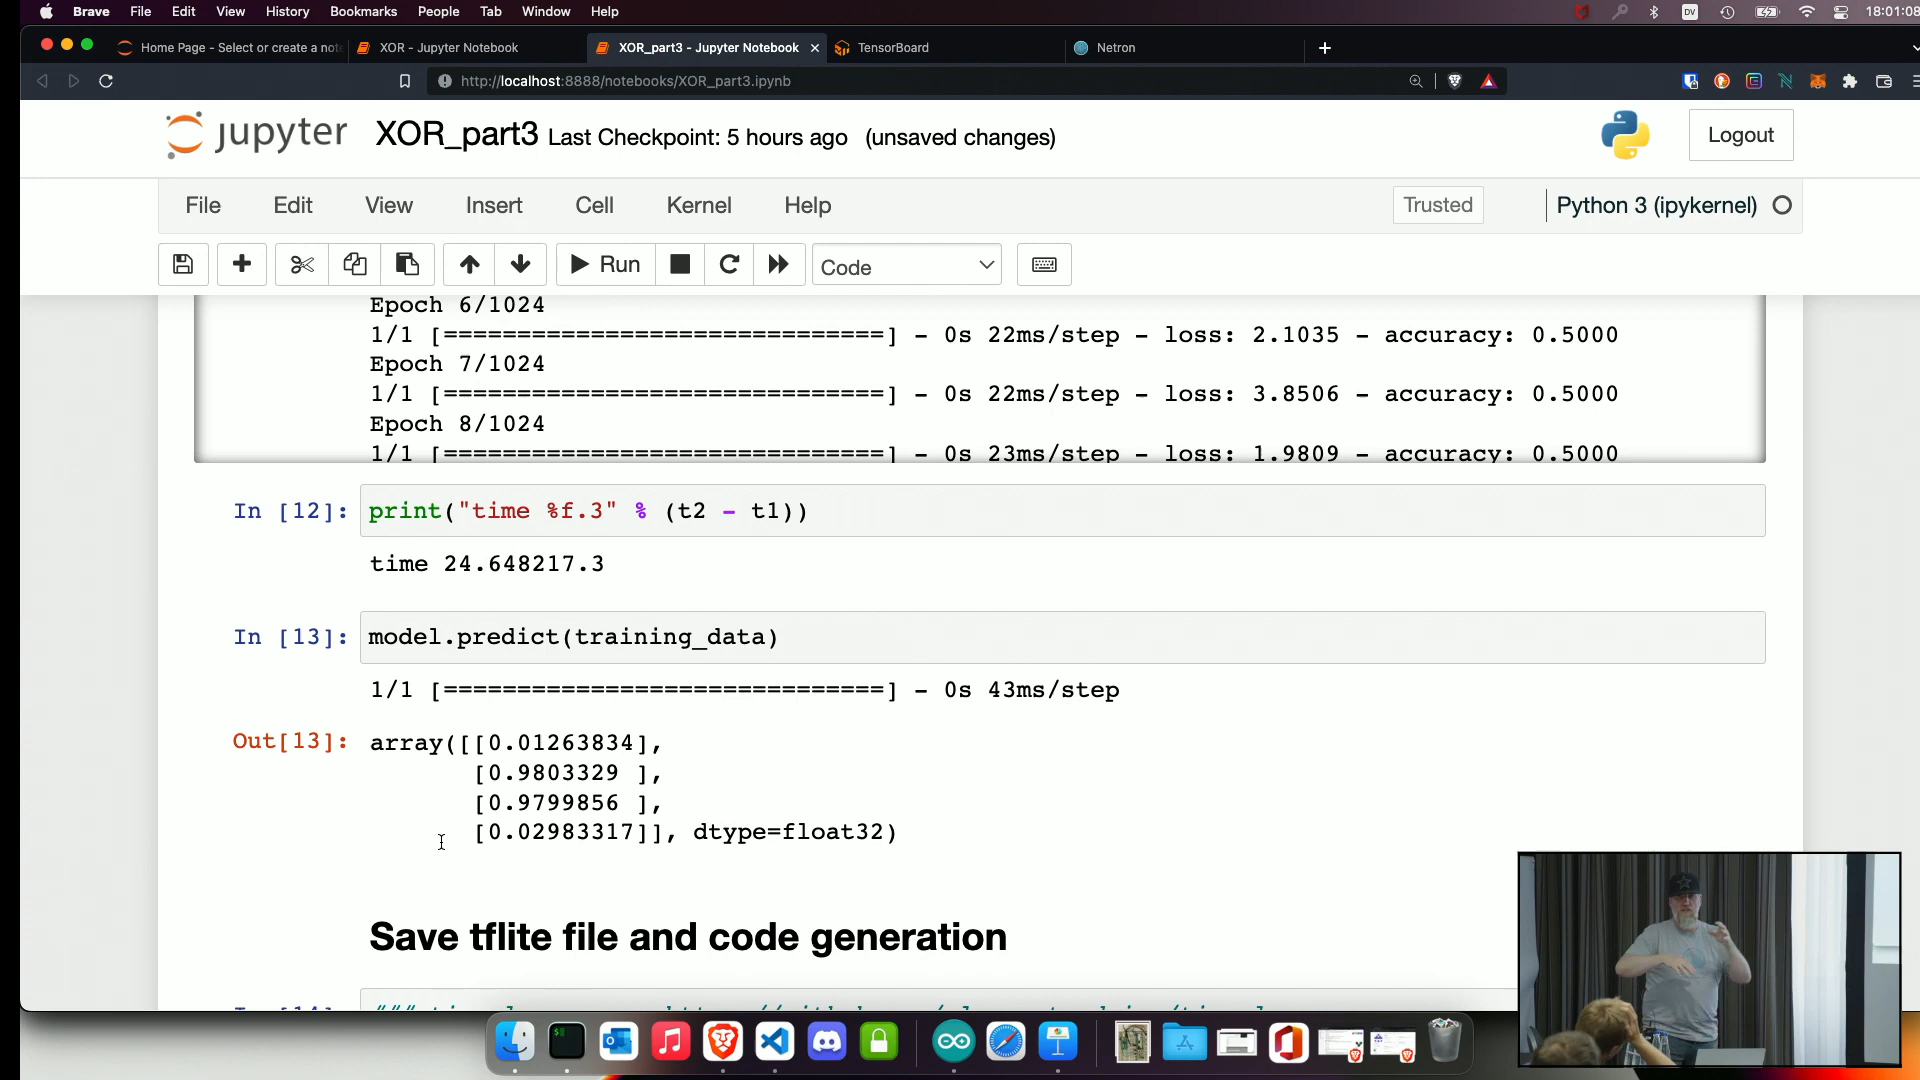 Brave File Edit View History Bookmarks People Tab Window Help DV 18:01:08
Home Page - Select or create a not XOR - Jupyter Notebook XOR_part3 - Jupyter Notebook TensorBoard Netron
http://localhost:8888/notebooks/XOR_part3.ipynb
jupyter XOR_part3 Last Checkpoint: 5 hours ago (unsaved changes) Logout
File Edit View Insert Cell Kernel Help Trusted Python 3 (ipykernel)
Run Code
Epoch 6/1024
1/1 [==============================] - 0s 22ms/step - loss: 2.1035 - accuracy: 0.5000
Epoch 7/1024
1/1 [==============================] - 0s 22ms/step - loss: 3.8506 - accuracy: 0.5000
Epoch 8/1024
1/1 [==============================] - 0s 23ms/step - loss: 1.9809 - accuracy: 0.5000
In [12]: print("time %f.3" % (t2 - t1))
time 24.648217.3
In [13]: model.predict(training_data)
1/1 [==============================] - 0s 43ms/step
Out[13]: array([[0.01263834],
[0.9803329 ],
[0.9799856 ],
[0.02983317]], dtype=float32)
Save tflite file and code generation
In [14]: